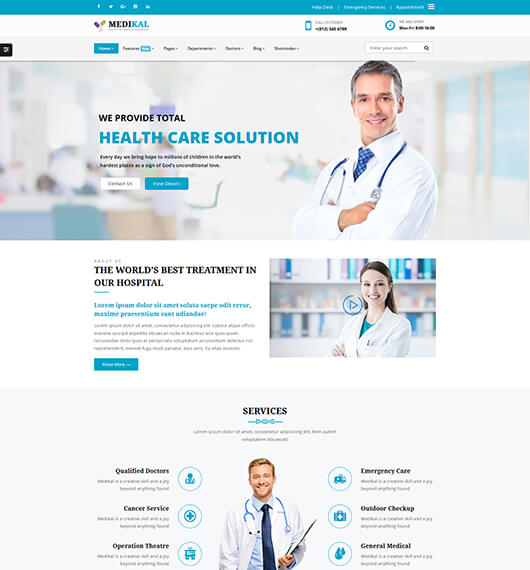 Help Desk | Emergency Services | Appointment
MEDIKAL
CALL US TODAY!
+(012) 345 6789
WE ARE OPEN!
Mon-Fri 8:00-16:00
Home Features New Pages Departments Doctors Blog Shortcodes
Enter your search
WE PROVIDE TOTAL
HEALTH CARE SOLUTION
Every day we bring hope to millions of children in the world's
hardest places as a sign of God's unconditional love.
Contact Us View Details
ABOUT US
THE WORLD'S BEST TREATMENT IN
OUR HOSPITAL
Lorem ipsum dolor soluta saepe odit error,
maxime praesentium sunt udiandae!
Lorem ipsum dolor sit amet, consectetur adipisicing elit. Labore atque
officiis maxime suscipit expedita obcaecati nulla in ducimus iure quos quam
recusandae dolor quas et perspiciatis voluptatum accusantium delectus nisi
reprehenderit, eveniet fuga modi pariatur, eius vero. Ea vitae maiores.
Know More →
SERVICES
Lorem ipsum dolor sit amet, consectetur adipisicing elit rem autem
voluptatem obcaecati!
Qualified Doctors
Medikal is a creative skill and a joy
beyond anything found
Emergency Care
Medikal is a creative skill and a joy
beyond anything found
Cancer Service
Medikal is a creative skill and a joy
beyond anything found
Outdoor Checkup
Medikal is a creative skill and a joy
beyond anything found
Operation Theatre
Medikal is a creative skill and a joy
beyond anything found
General Medical
Medikal is a creative skill and a joy
beyond anything found